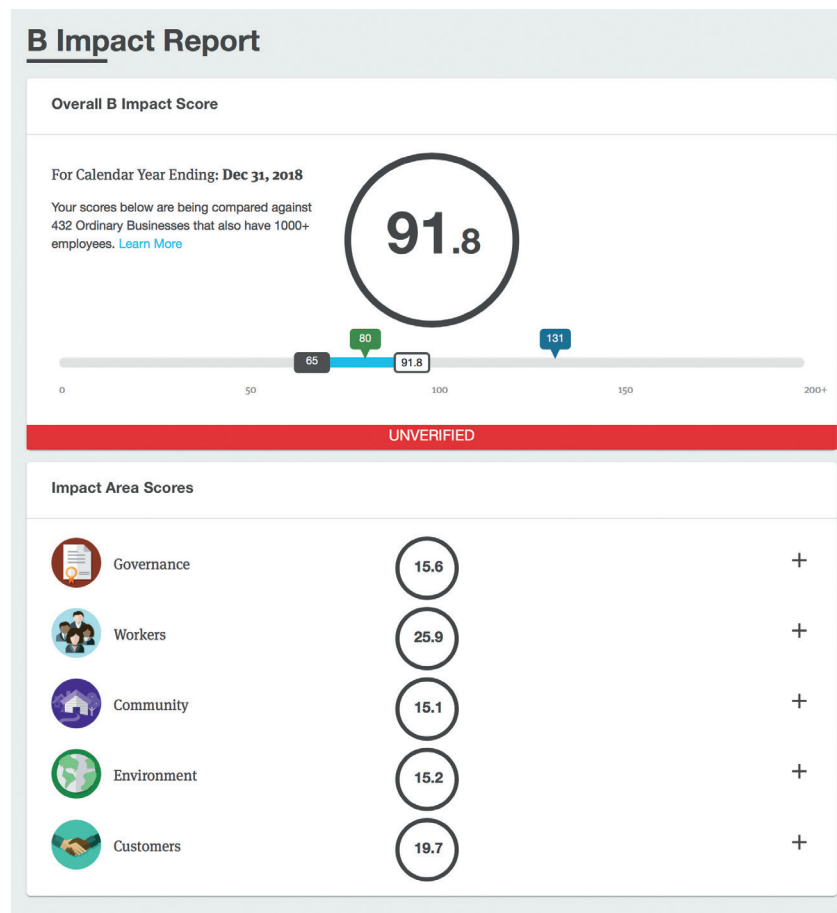 B Impact Report
Overall B Impact Score
For Calendar Year Ending: Dec 31, 2018
Your scores below are being compared against
432 Ordinary Businesses that also have 1000+
employees. Learn More
91.8
80
131
65
91.8
0 50 100 150 200+
UNVERIFIED
Impact Area Scores
Governance 15.6 +
Workers 25.9 +
Community 15.1 +
Environment 15.2 +
Customers 19.7 +